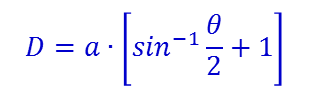 D = a · [sin⁻¹ θ/2 + 1]